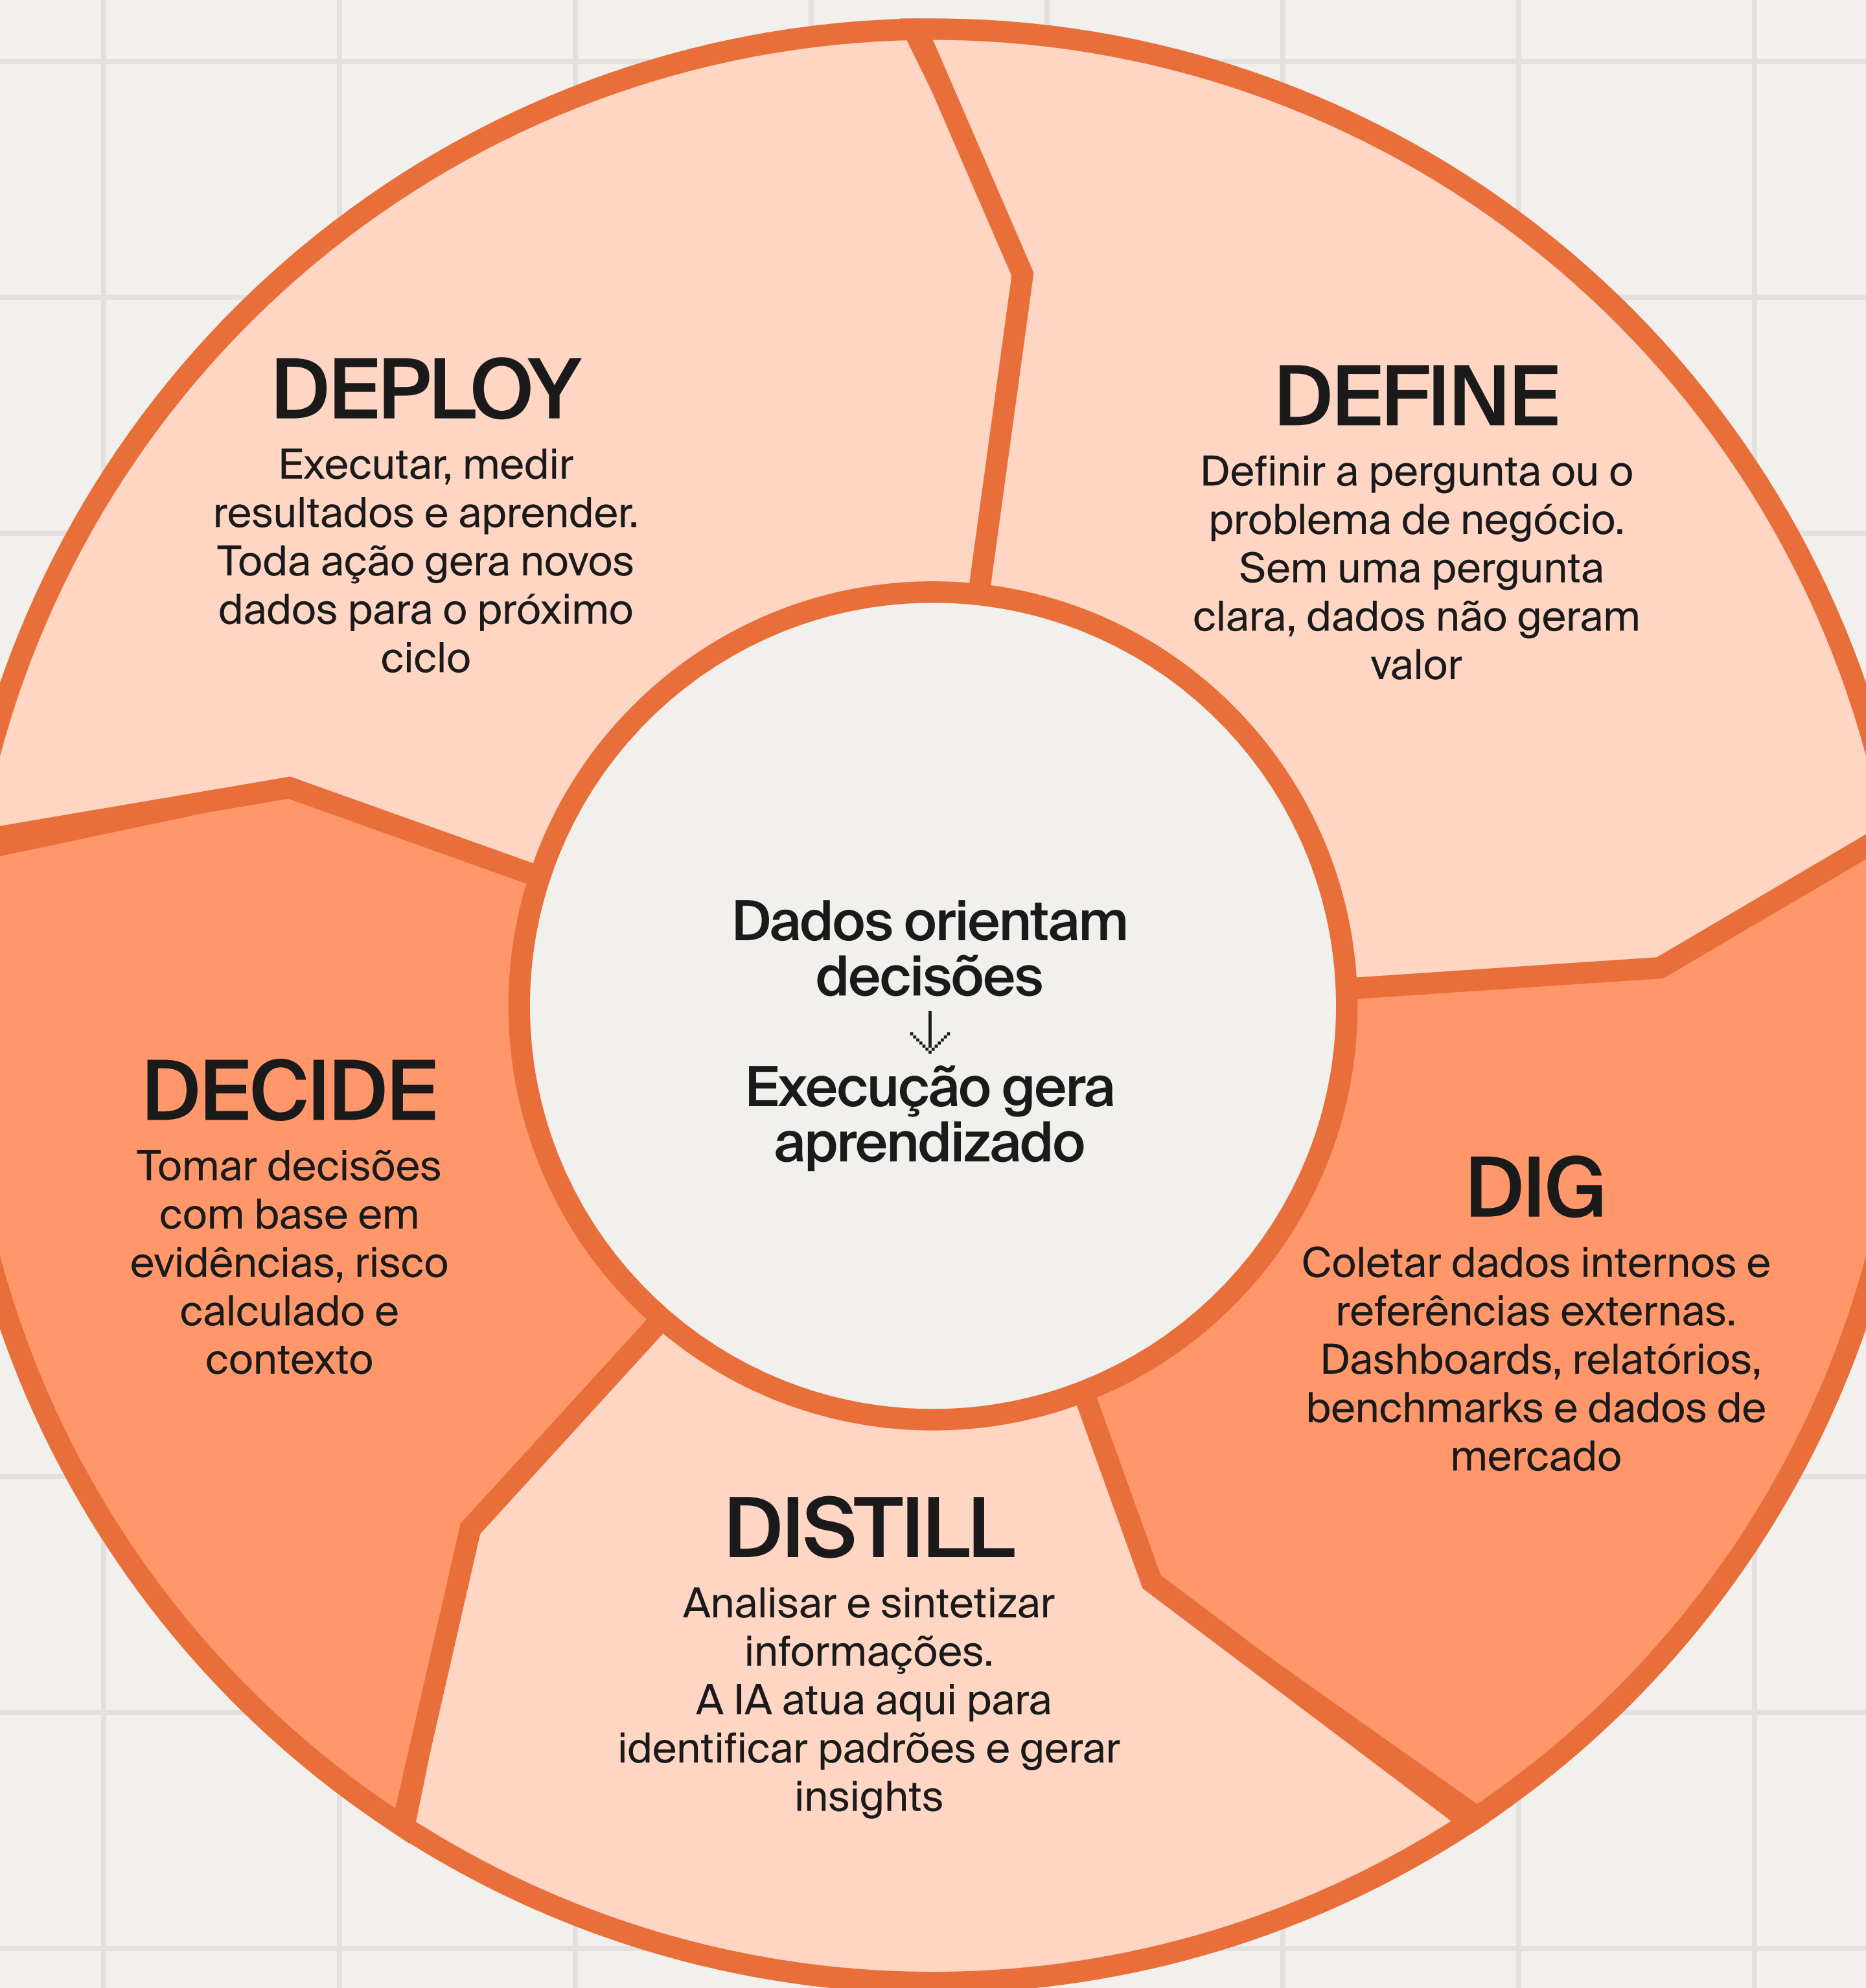 DEPLOY
Executar, medir
resultados e aprender.
Toda ação gera novos
dados para o próximo
ciclo
DEFINE
Definir a pergunta ou o
problema de negócio.
Sem uma pergunta
clara, dados não geram
valor
Dados orientam
decisões
↓
Execução gera
aprendizado
DECIDE
Tomar decisões
com base em
evidências, risco
calculado e
contexto
DIG
Coletar dados internos e
referências externas.
Dashboards, relatórios,
benchmarks e dados de
mercado
DISTILL
Analisar e sintetizar
informações.
A IA atua aqui para
identificar padrões e gerar
insights